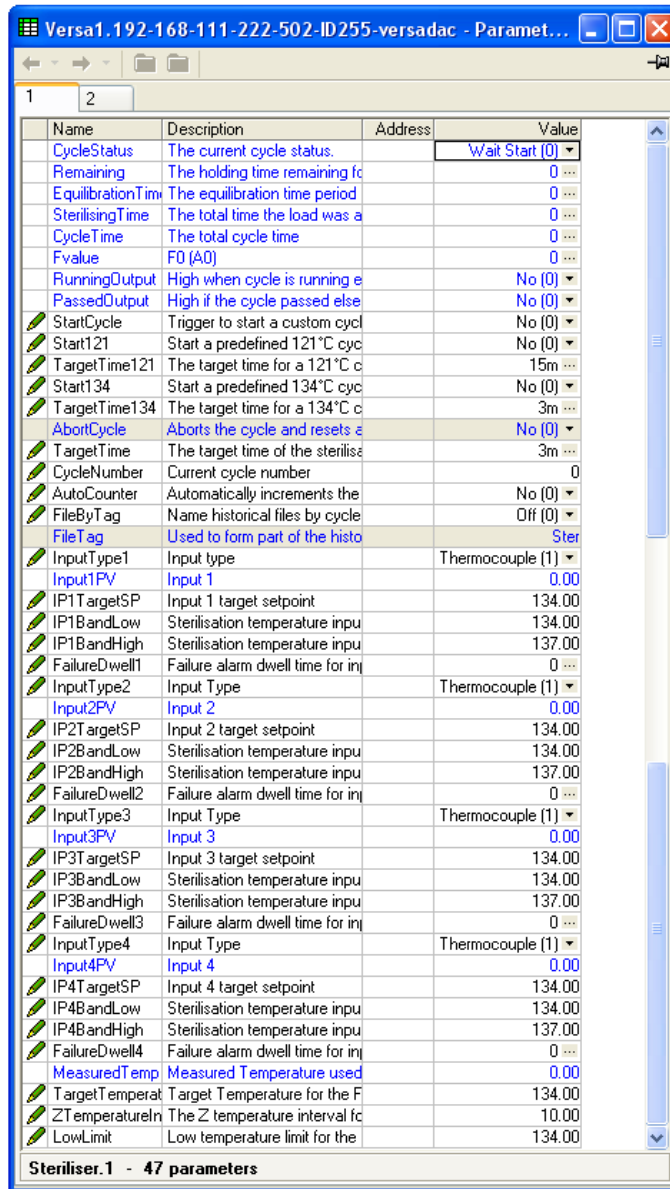 Versa1.192-168-111-222-502-ID255-versadac - Paramet...
1 2
Name Description Address Value
CycleStatus The current cycle status. Wait Start (0)
Remaining The holding time remaining fo 0 ...
EquilibrationTim The equilibration time period 0 ...
SterilisingTime The total time the load was a 0 ...
CycleTime The total cycle time 0 ...
Fvalue F0 (A0) 0 ...
RunningOutput High when cycle is running e No (0)
PassedOutput High if the cycle passed else No (0)
StartCycle Trigger to start a custom cycl No (0)
Start121 Start a predefined 121°C cyc No (0)
TargetTime121 The target time for a 121°C c 15m ...
Start134 Start a predefined 134°C cyc No (0)
TargetTime134 The target time for a 134°C c 3m ...
AbortCycle Aborts the cycle and resets a No (0)
TargetTime The target time of the sterilisa 3m ...
CycleNumber Current cycle number 0
AutoCounter Automatically increments the No (0)
FileByTag Name historical files by cycle Off (0)
FileTag Used to form part of the histo Ster
InputType1 Input type Thermocouple (1)
Input1PV Input 1 0.00
IP1TargetSP Input 1 target setpoint 134.00
IP1BandLow Sterilisation temperature inpu 134.00
IP1BandHigh Sterilisation temperature inpu 137.00
FailureDwell1 Failure alarm dwell time for inp 0 ...
InputType2 Input Type Thermocouple (1)
Input2PV Input 2 0.00
IP2TargetSP Input 2 target setpoint 134.00
IP2BandLow Sterilisation temperature inpu 134.00
IP2BandHigh Sterilisation temperature inpu 137.00
FailureDwell2 Failure alarm dwell time for inp 0 ...
InputType3 Input Type Thermocouple (1)
Input3PV Input 3 0.00
IP3TargetSP Input 3 target setpoint 134.00
IP3BandLow Sterilisation temperature inpu 134.00
IP3BandHigh Sterilisation temperature inpu 137.00
FailureDwell3 Failure alarm dwell time for inp 0 ...
InputType4 Input Type Thermocouple (1)
Input4PV Input 4 0.00
IP4TargetSP Input 4 target setpoint 134.00
IP4BandLow Sterilisation temperature inpu 134.00
IP4BandHigh Sterilisation temperature inpu 137.00
FailureDwell4 Failure alarm dwell time for inp 0 ...
MeasuredTemp Measured Temperature used 0.00
TargetTemperat Target Temperature for the F 134.00
ZTemperatureIn The Z temperature interval fo 10.00
LowLimit Low temperature limit for the 134.00
Steriliser.1 - 47 parameters